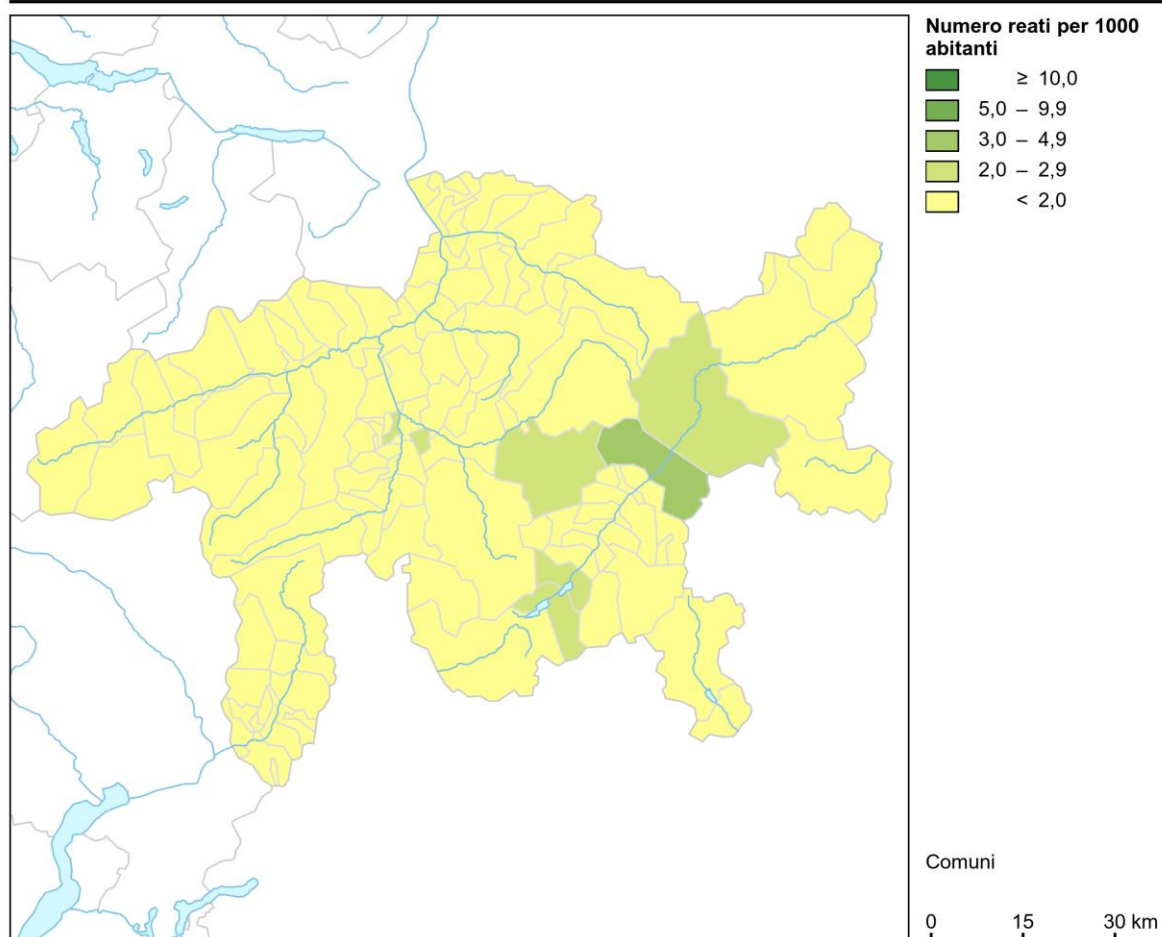 Numero reati per 1000
abitanti
≥ 10,0
5,0 – 9,9
3,0 – 4,9
2,0 – 2,9
< 2,0
Comuni
0 15 30 km